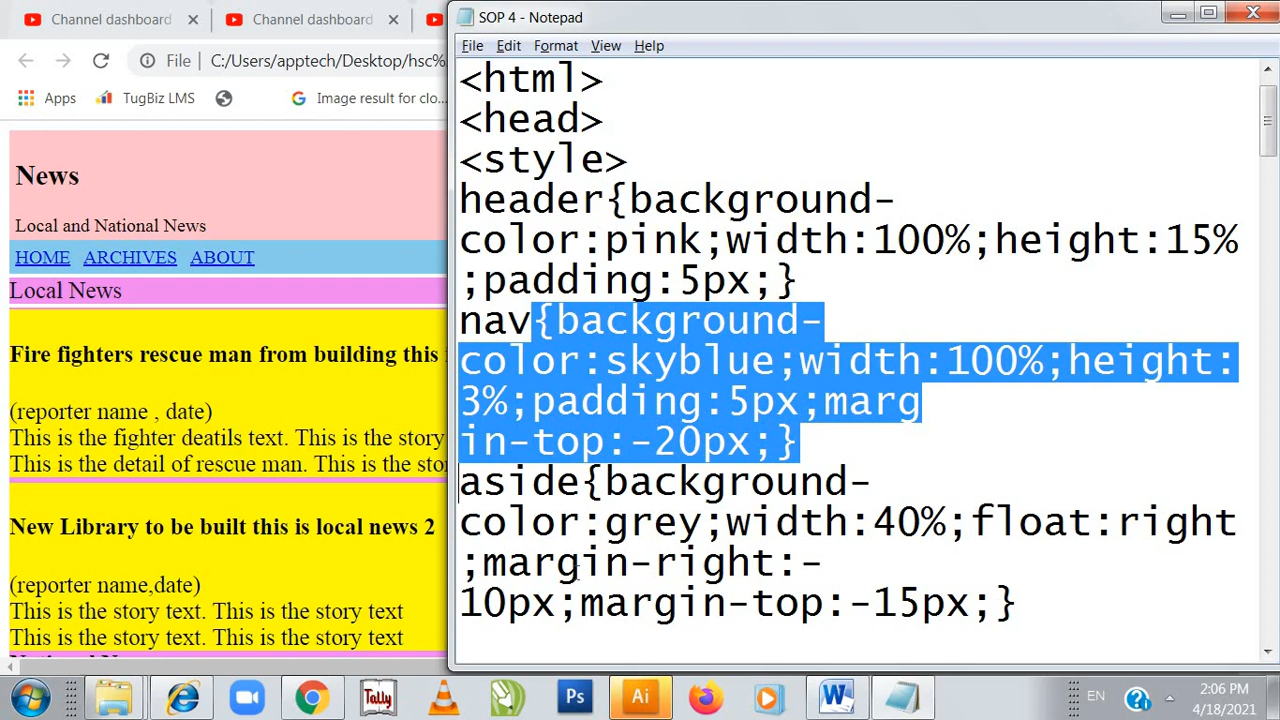 Channel dashboard
Channel dashboard
SOP 4 - Notepad
File C:/Users/apptech/Desktop/hsc%
File Edit Format View Help
Apps TugBiz LMS Image result for clo...
<html>
<head>
<style>
header{background-
color:pink;width:100%;height:15%
;padding:5px;}
nav{background-
color:skyblue;width:100%;height:
3%;padding:5px;marg
in-top:-20px;}
aside{background-
color:grey;width:40%;float:right
;margin-right:-
10px;margin-top:-15px;}
News
Local and National News
HOME ARCHIVES ABOUT
Local News
Fire fighters rescue man from building this
(reporter name , date)
This is the fighter deatils text. This is the story
This is the detail of rescue man. This is the sto
New Library to be built this is local news 2
(reporter name,date)
This is the story text. This is the story text
This is the story text. This is the story text
Tally
Ps
Ai
W
EN
2:06 PM
4/18/2021